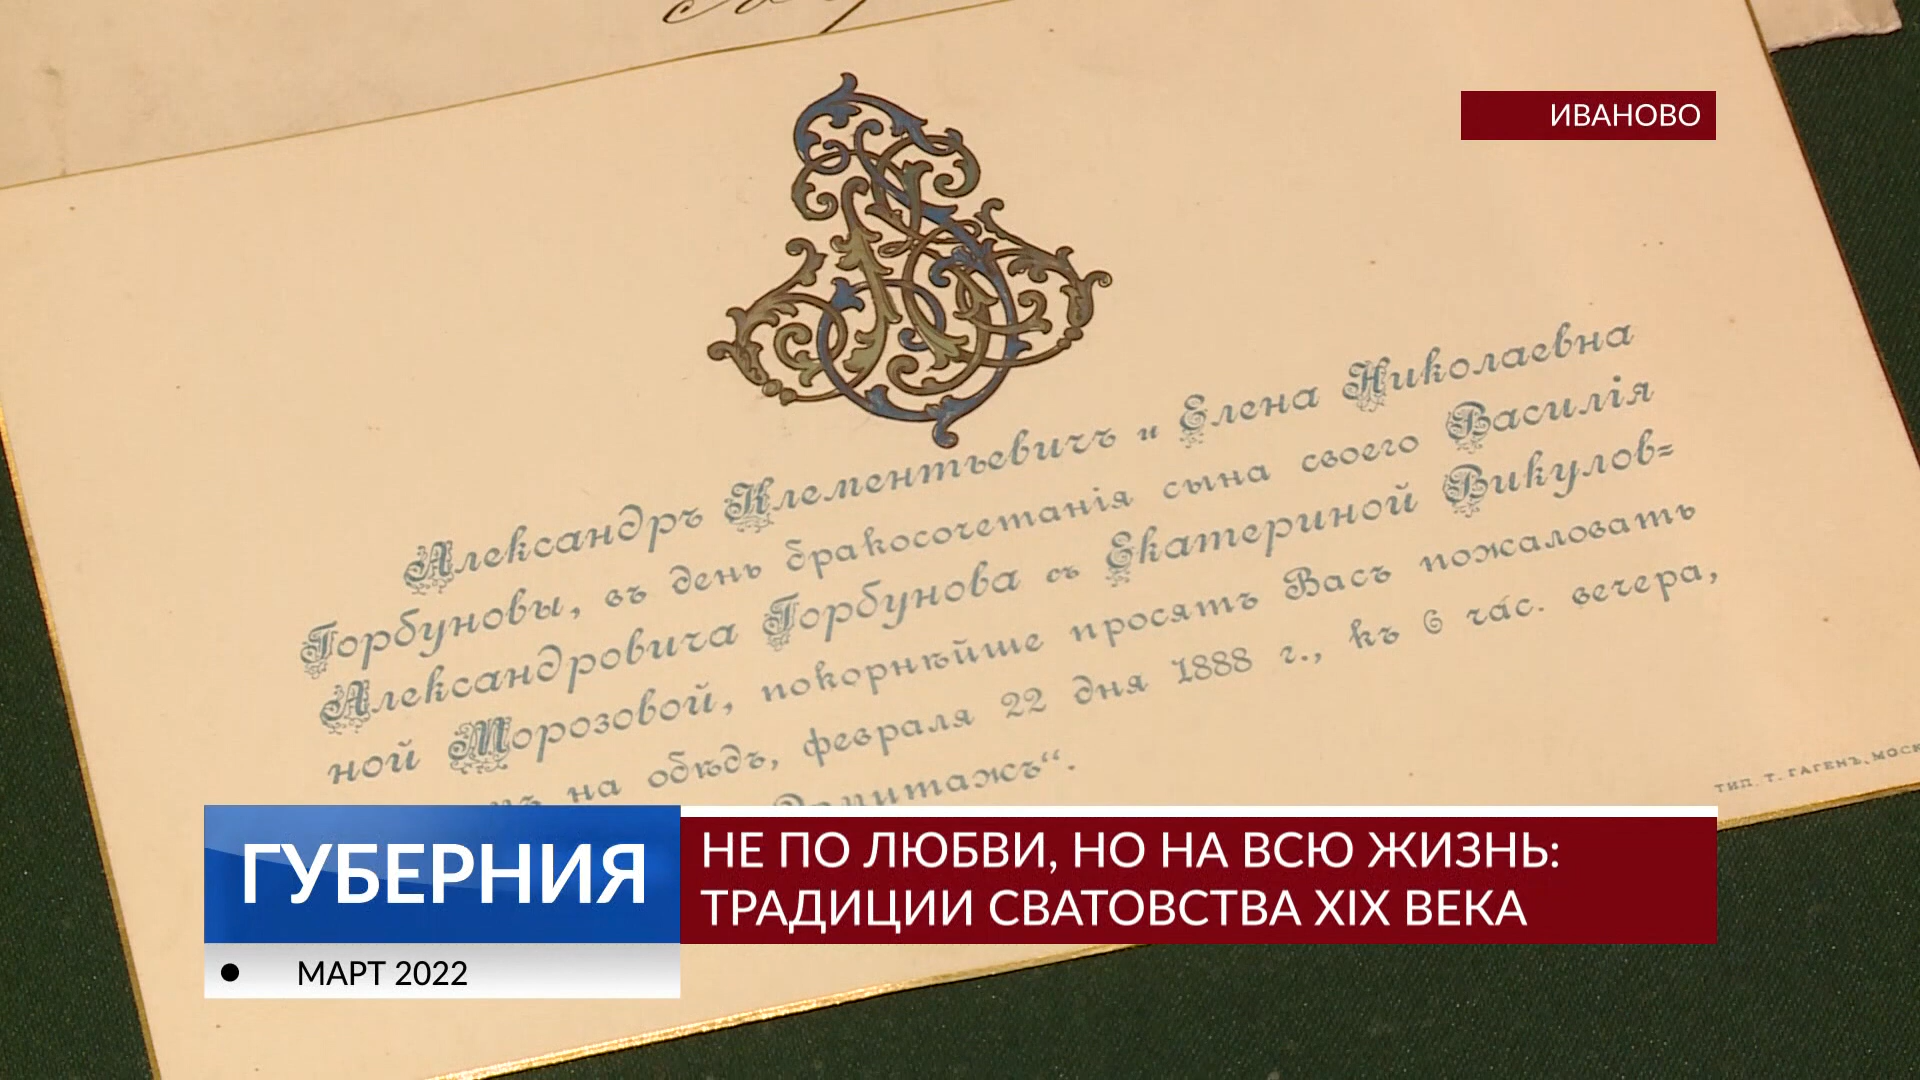 ИВАНОВО
Александръ Клементьевичъ и Елена Николаевна
Горбуновы, въ день бракосочетанія сына своего Василія
Александровича Горбунова съ Екатериной Викулов=
ной Морозовой, покорнѣйше просятъ Васъ пожаловать
на обѣдъ, февраля 22 дня 1888 г., къ 6 час. вечера,
Эрмитажъ“.
ТИП. Т. ГАГЕНЪ, МОСК
ГУБЕРНИЯ
НЕ ПО ЛЮБВИ, НО НА ВСЮ ЖИЗНЬ:
ТРАДИЦИИ СВАТОВСТВА XIX ВЕКА
МАРТ 2022